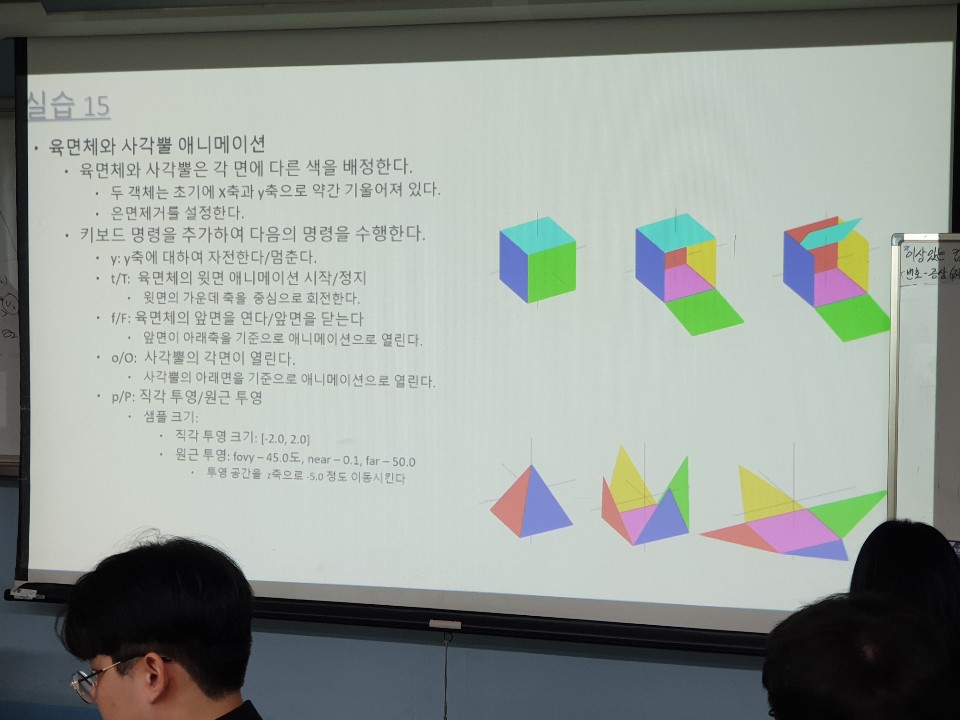 실습 15
• 육면체와 사각뿔 애니메이션
• 육면체와 사각뿔은 각 면에 다른 색을 배정한다.
• 두 객체는 초기에 X축과 y축으로 약간 기울어져 있다.
• 은면제거를 설정한다.
• 키보드 명령을 추가하여 다음의 명령을 수행한다.
• y: y축에 대하여 자전한다/멈춘다.
• t/T: 육면체의 윗면 애니메이션 시작/정지
• 윗면의 가운데 축을 중심으로 회전한다.
• f/F: 육면체의 앞면을 연다/앞면을 닫는다
• 앞면이 아래축을 기준으로 애니메이션으로 열린다.
• o/O: 사각뿔의 각면이 열린다.
• 사각뿔의 아래면을 기준으로 애니메이션으로 열린다.
• p/P: 직각 투영/원근 투영
• 샘플 크기:
• 직각 투영 크기: [-2.0, 2.0]
• 원근 투영: fovy – 45.0도, near – 0.1, far – 50.0
• 투영 공간을 z축으로 -5.0 정도 이동시킨다
이상있는
번호-증상